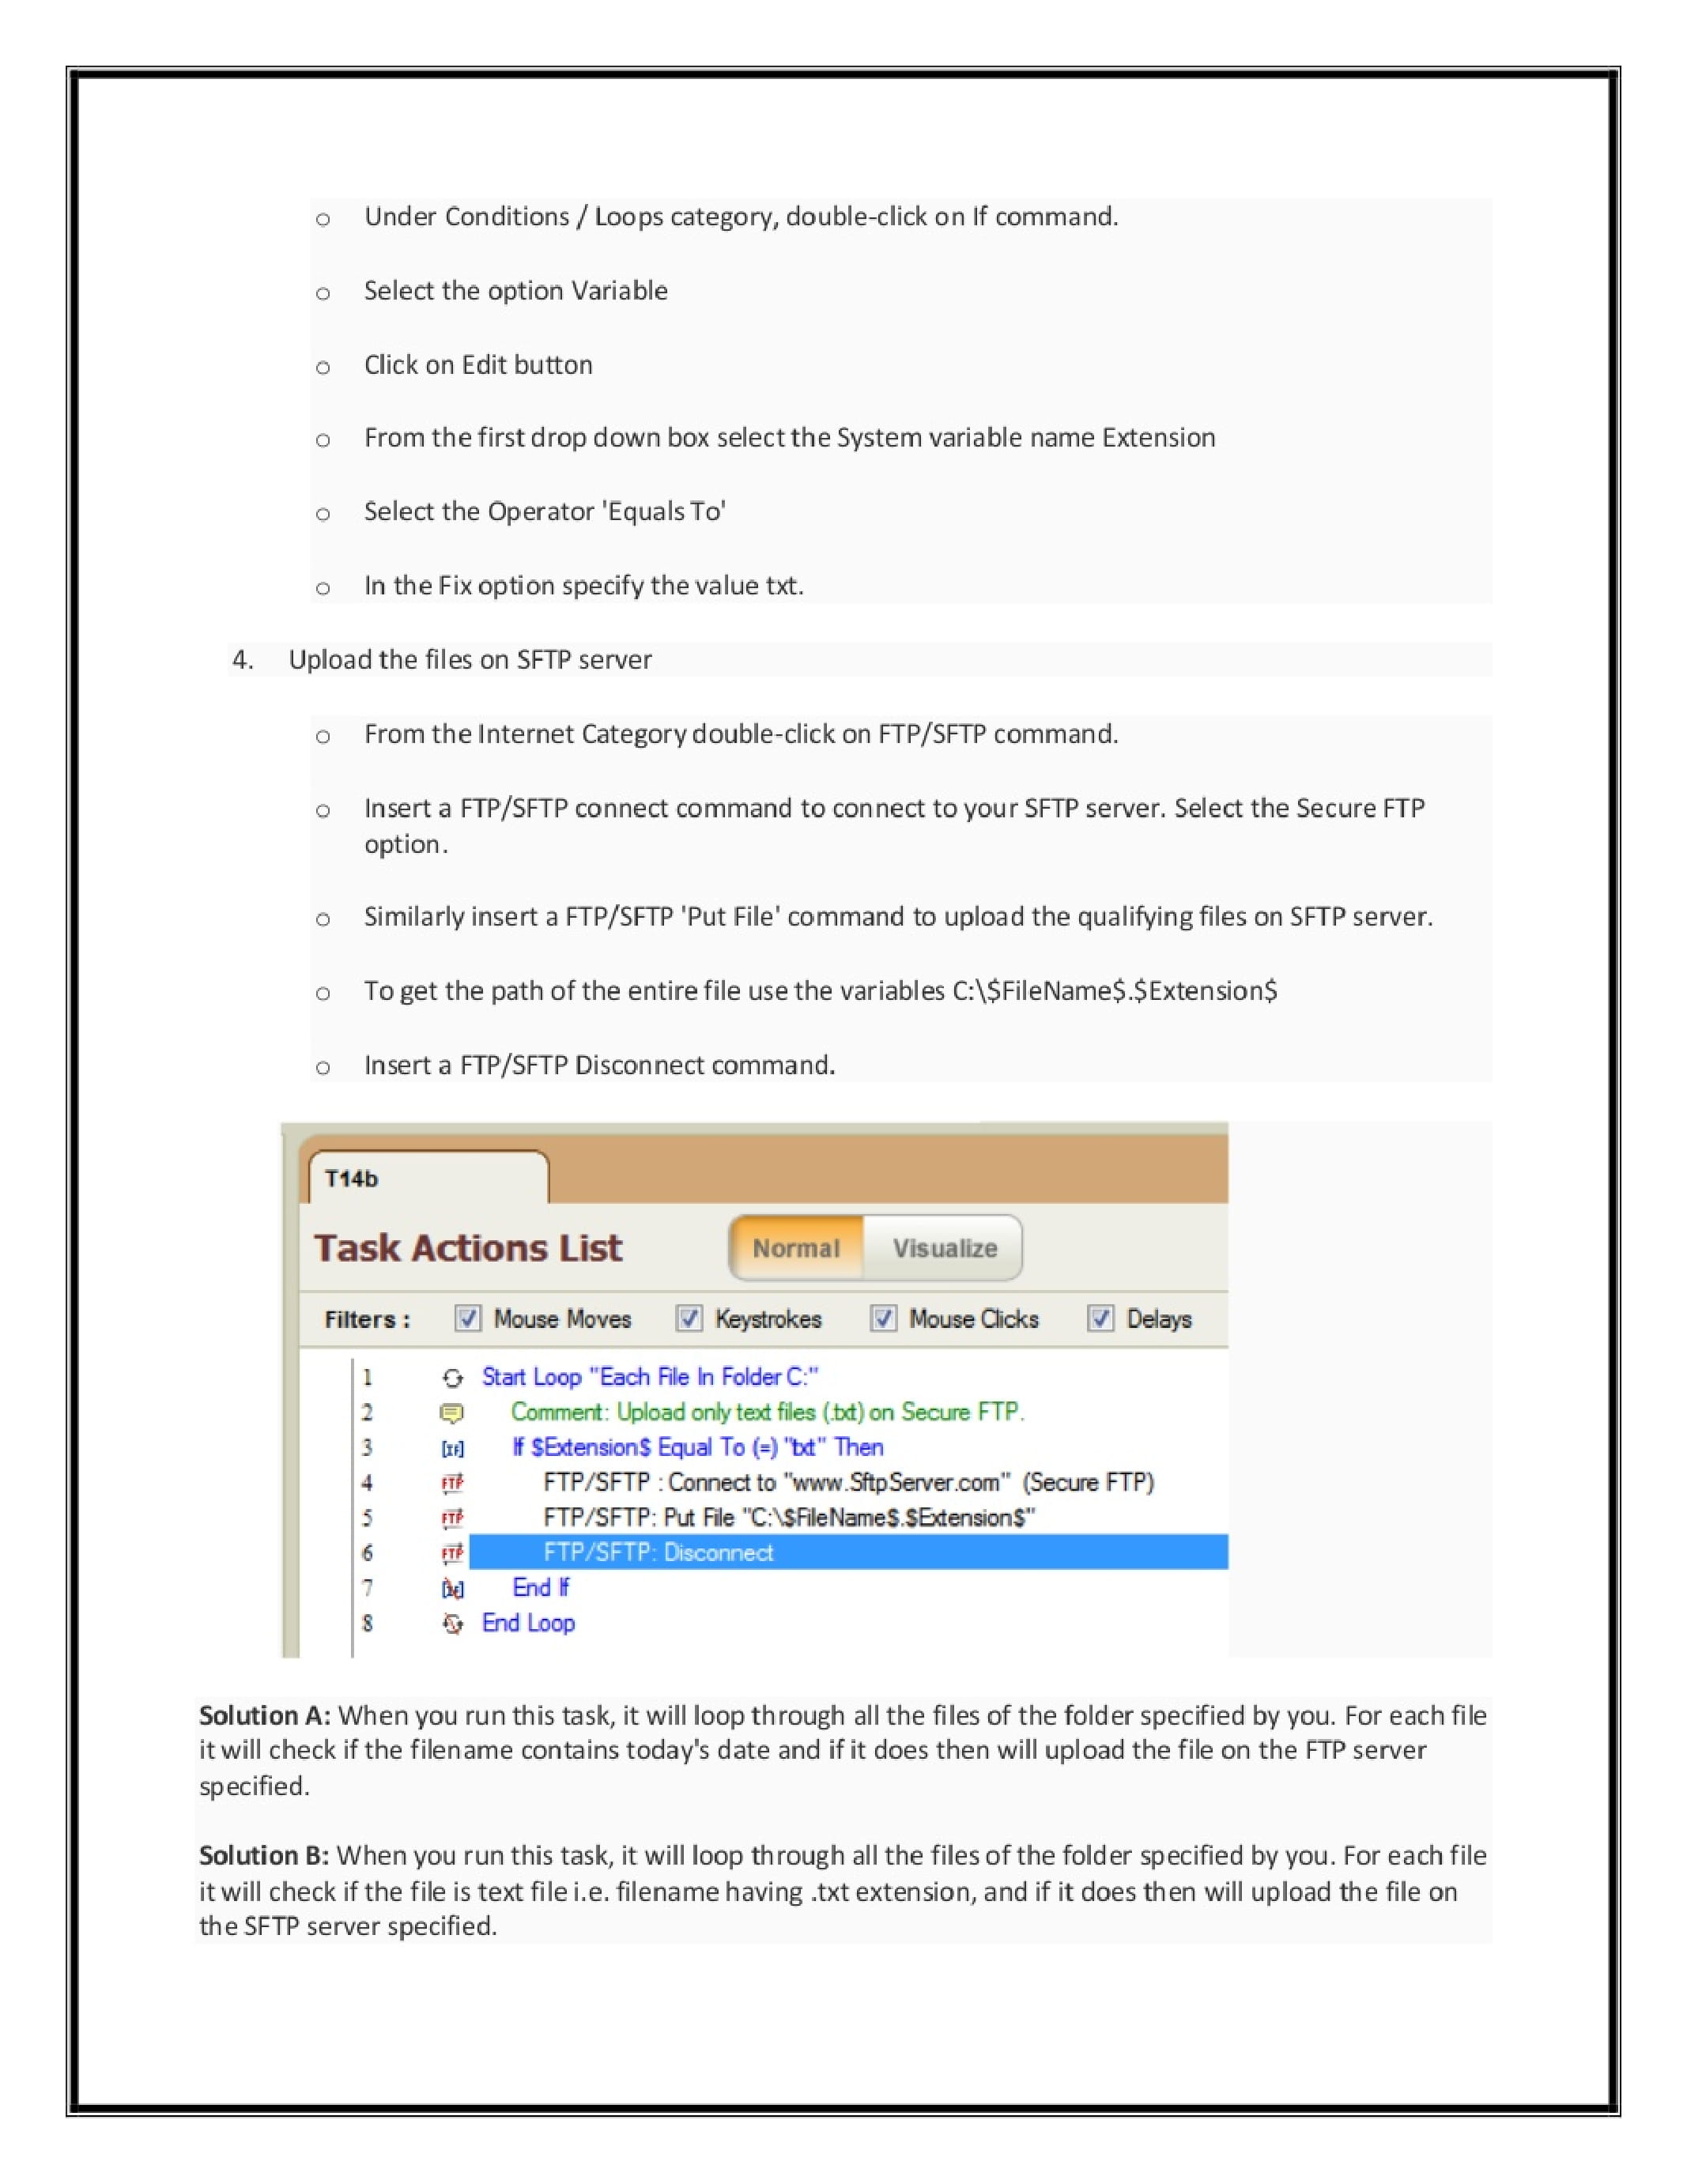 o Under Conditions / Loops category, double-click on If command.
o Select the option Variable
o Click on Edit button
o From the first drop down box select the System variable name Extension
o Select the Operator 'Equals To'
o In the Fix option specify the value txt.
4. Upload the files on SFTP server
o From the Internet Category double-click on FTP/SFTP command.
o Insert a FTP/SFTP connect command to connect to your SFTP server. Select the Secure FTP
option.
o Similarly insert a FTP/SFTP 'Put File' command to upload the qualifying files on SFTP server.
o To get the path of the entire file use the variables C:\$FileName$.$Extension$
o Insert a FTP/SFTP Disconnect command.
T14b
Task Actions List Normal Visualize
Filters : Mouse Moves Keystrokes Mouse Clicks Delays
1 Start Loop "Each File In Folder C:"
2 Comment: Upload only text files (.txt) on Secure FTP.
3 [IF] If $Extension$ Equal To (=) "txt" Then
4 FTP FTP/SFTP : Connect to "www.SftpServer.com" (Secure FTP)
5 FTP FTP/SFTP: Put File "C:\$FileName$.$Extension$"
6 FTP FTP/SFTP: Disconnect
7 End If
8 End Loop
Solution A: When you run this task, it will loop through all the files of the folder specified by you. For each file
it will check if the filename contains today's date and if it does then will upload the file on the FTP server
specified.
Solution B: When you run this task, it will loop through all the files of the folder specified by you. For each file
it will check if the file is text file i.e. filename having .txt extension, and if it does then will upload the file on
the SFTP server specified.